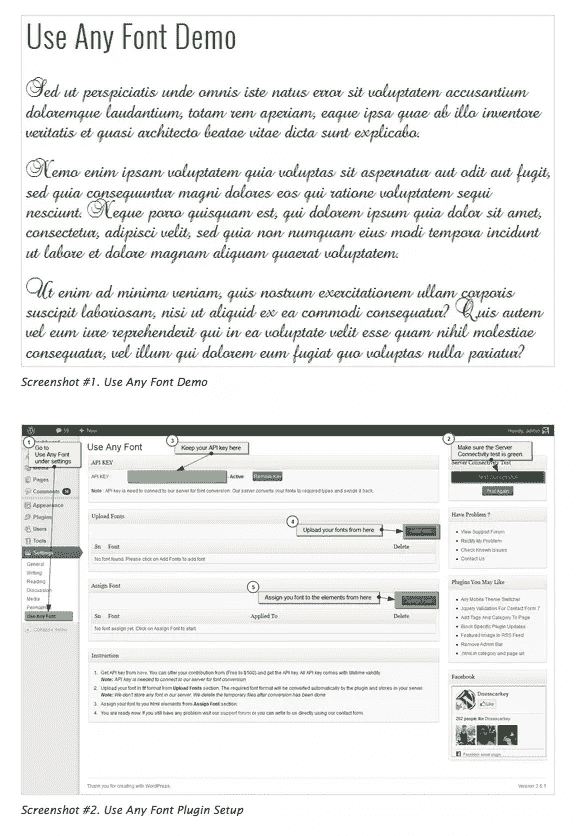 Use Any Font Demo
Sed ut perspiciatis unde omnis iste natus error sit voluptatem accusantium
doloremque laudantium, totam rem aperiam, eaque ipsa quae ab illo inventore
veritatis et quasi architecto beatae vitae dicta sunt explicabo.
Nemo enim ipsam voluptatem quia voluptas sit aspernatur aut odit aut fugit,
sed quia consequuntur magni dolores eos qui ratione voluptatem sequi
nesciunt. Neque porro quisquam est, qui dolorem ipsum quia dolor sit amet,
consectetur, adipisci velit, sed quia non numquam eius modi tempora incidunt
ut labore et dolore magnam aliquam quaerat voluptatem.
Ut enim ad minima veniam, quis nostrum exercitationem ullam corporis
suscipit laboriosam, nisi ut aliquid ex ea commodi consequatur? Quis autem
vel eum iure reprehenderit qui in ea voluptate velit esse quam nihil molestiae
consequatur, vel illum qui dolorem eum fugiat quo voluptas nulla pariatur?
Screenshot #1. Use Any Font Demo
59 + New
1
Go to
Use Any Font
under settings
Pages
Comments
Appearance
Plugins
Users
Tools
Settings
General
Writing
Reading
Discussion
Media
Use Any Font
Use Any Font
3
Keep your API key here
API KEY
API KEY
Active
Remove Key
Note : API key is need to connect to our server for font conversion. Our server converts your fonts to required types and sends it back.
Upload Fonts
4
Upload your fonts from here
Sn Font Delete
No font found. Please click on Add Fonts to add font
Assign Font
5
Assign you font to the elements from here
Sn Font Applied To Delete
No font assign yet. Click on Assign Font to start.
Instruction
1. Get API key from here. You can offer your contribution from (Free to $100) and get the API key. All API keys comes with lifetime validity.
Note: API key is needed to connect to our server for font conversion
2. Upload your font in ttf format from Upload Fonts section. The required font format will be converted automatically by the plugin and stores in your server.
Note: We don't store any font in our server. We delete the temporary files after conversion has been done
3. Assign your font to your html elements from Assign Font section.
4. You are ready now. If you still have any problem visit our support forum or you can write to us directly using our contact form.
2
Make sure the Server
Connectivity test is green.
Server Connectivity Test
Test Again
Have Problem ?
View Support Forum
Rectify My Problem
Check Known Issues
Contact Us
Plugins You May Like
Any Mobile Theme Switcher
Jquery Validation For Contact Form 7
Add Tags And Category To Page
Block Specific Plugin Updates
Featured Image In RSS Feed
Remove Admin Bar
.html in category and page url
Facebook
Dnesscarkey
Like
Facebook social plugin
Thank you for creating with WordPress.
Screenshot #2. Use Any Font Plugin Setup